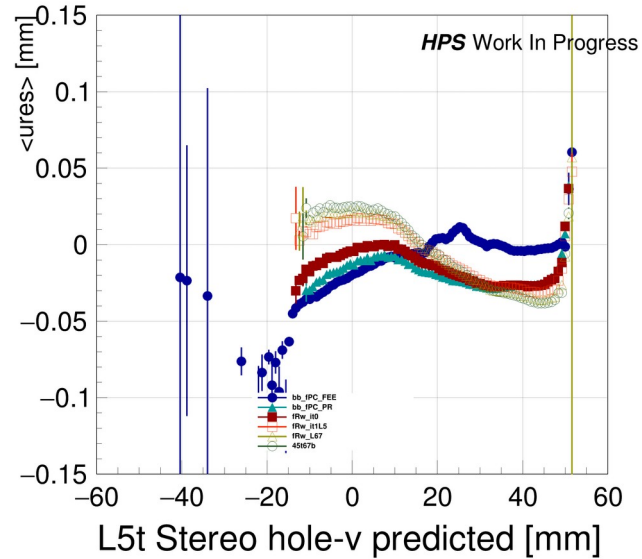 0.15
HPS Work In Progress
<ures> [mm]
0.1
0.05
0
−0.05
−0.1
−0.15
bb_fPC_FEE
bb_fPC_PR
fRw_it0
fRw_it1L5
fRw_L67
45t67b
−60 −40 −20 0 20 40 60
L5t Stereo hole-v predicted [mm]